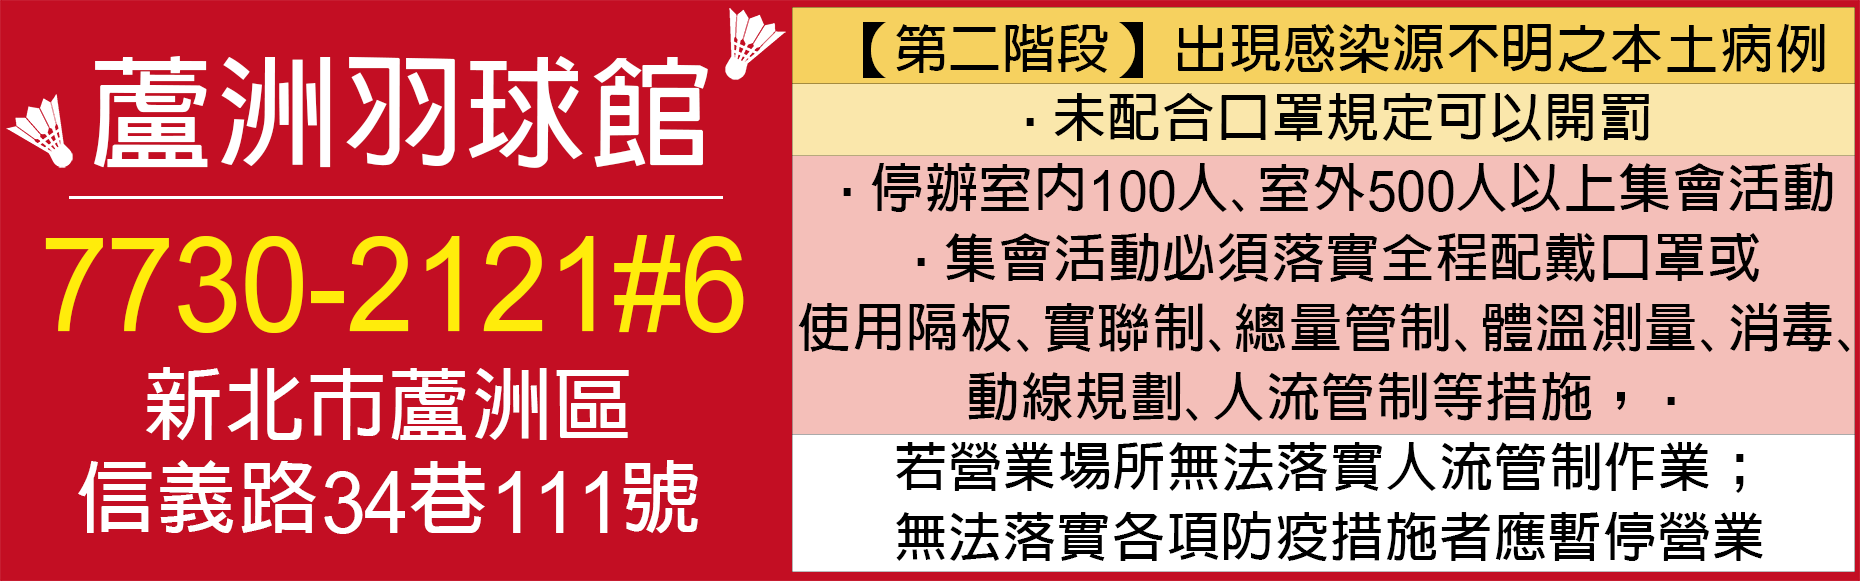 蘆洲羽球館
7730-2121#6
新北市蘆洲區
信義路34巷111號
【第二階段】出現感染源不明之本土病例
· 未配合口罩規定可以開罰
· 停辦室內100人、室外500人以上集會活動
· 集會活動必須落實全程配戴口罩或
使用隔板、實聯制、總量管制、體溫測量、消毒、
動線規劃、人流管制等措施，·
若營業場所無法落實人流管制作業；
無法落實各項防疫措施者應暫停營業